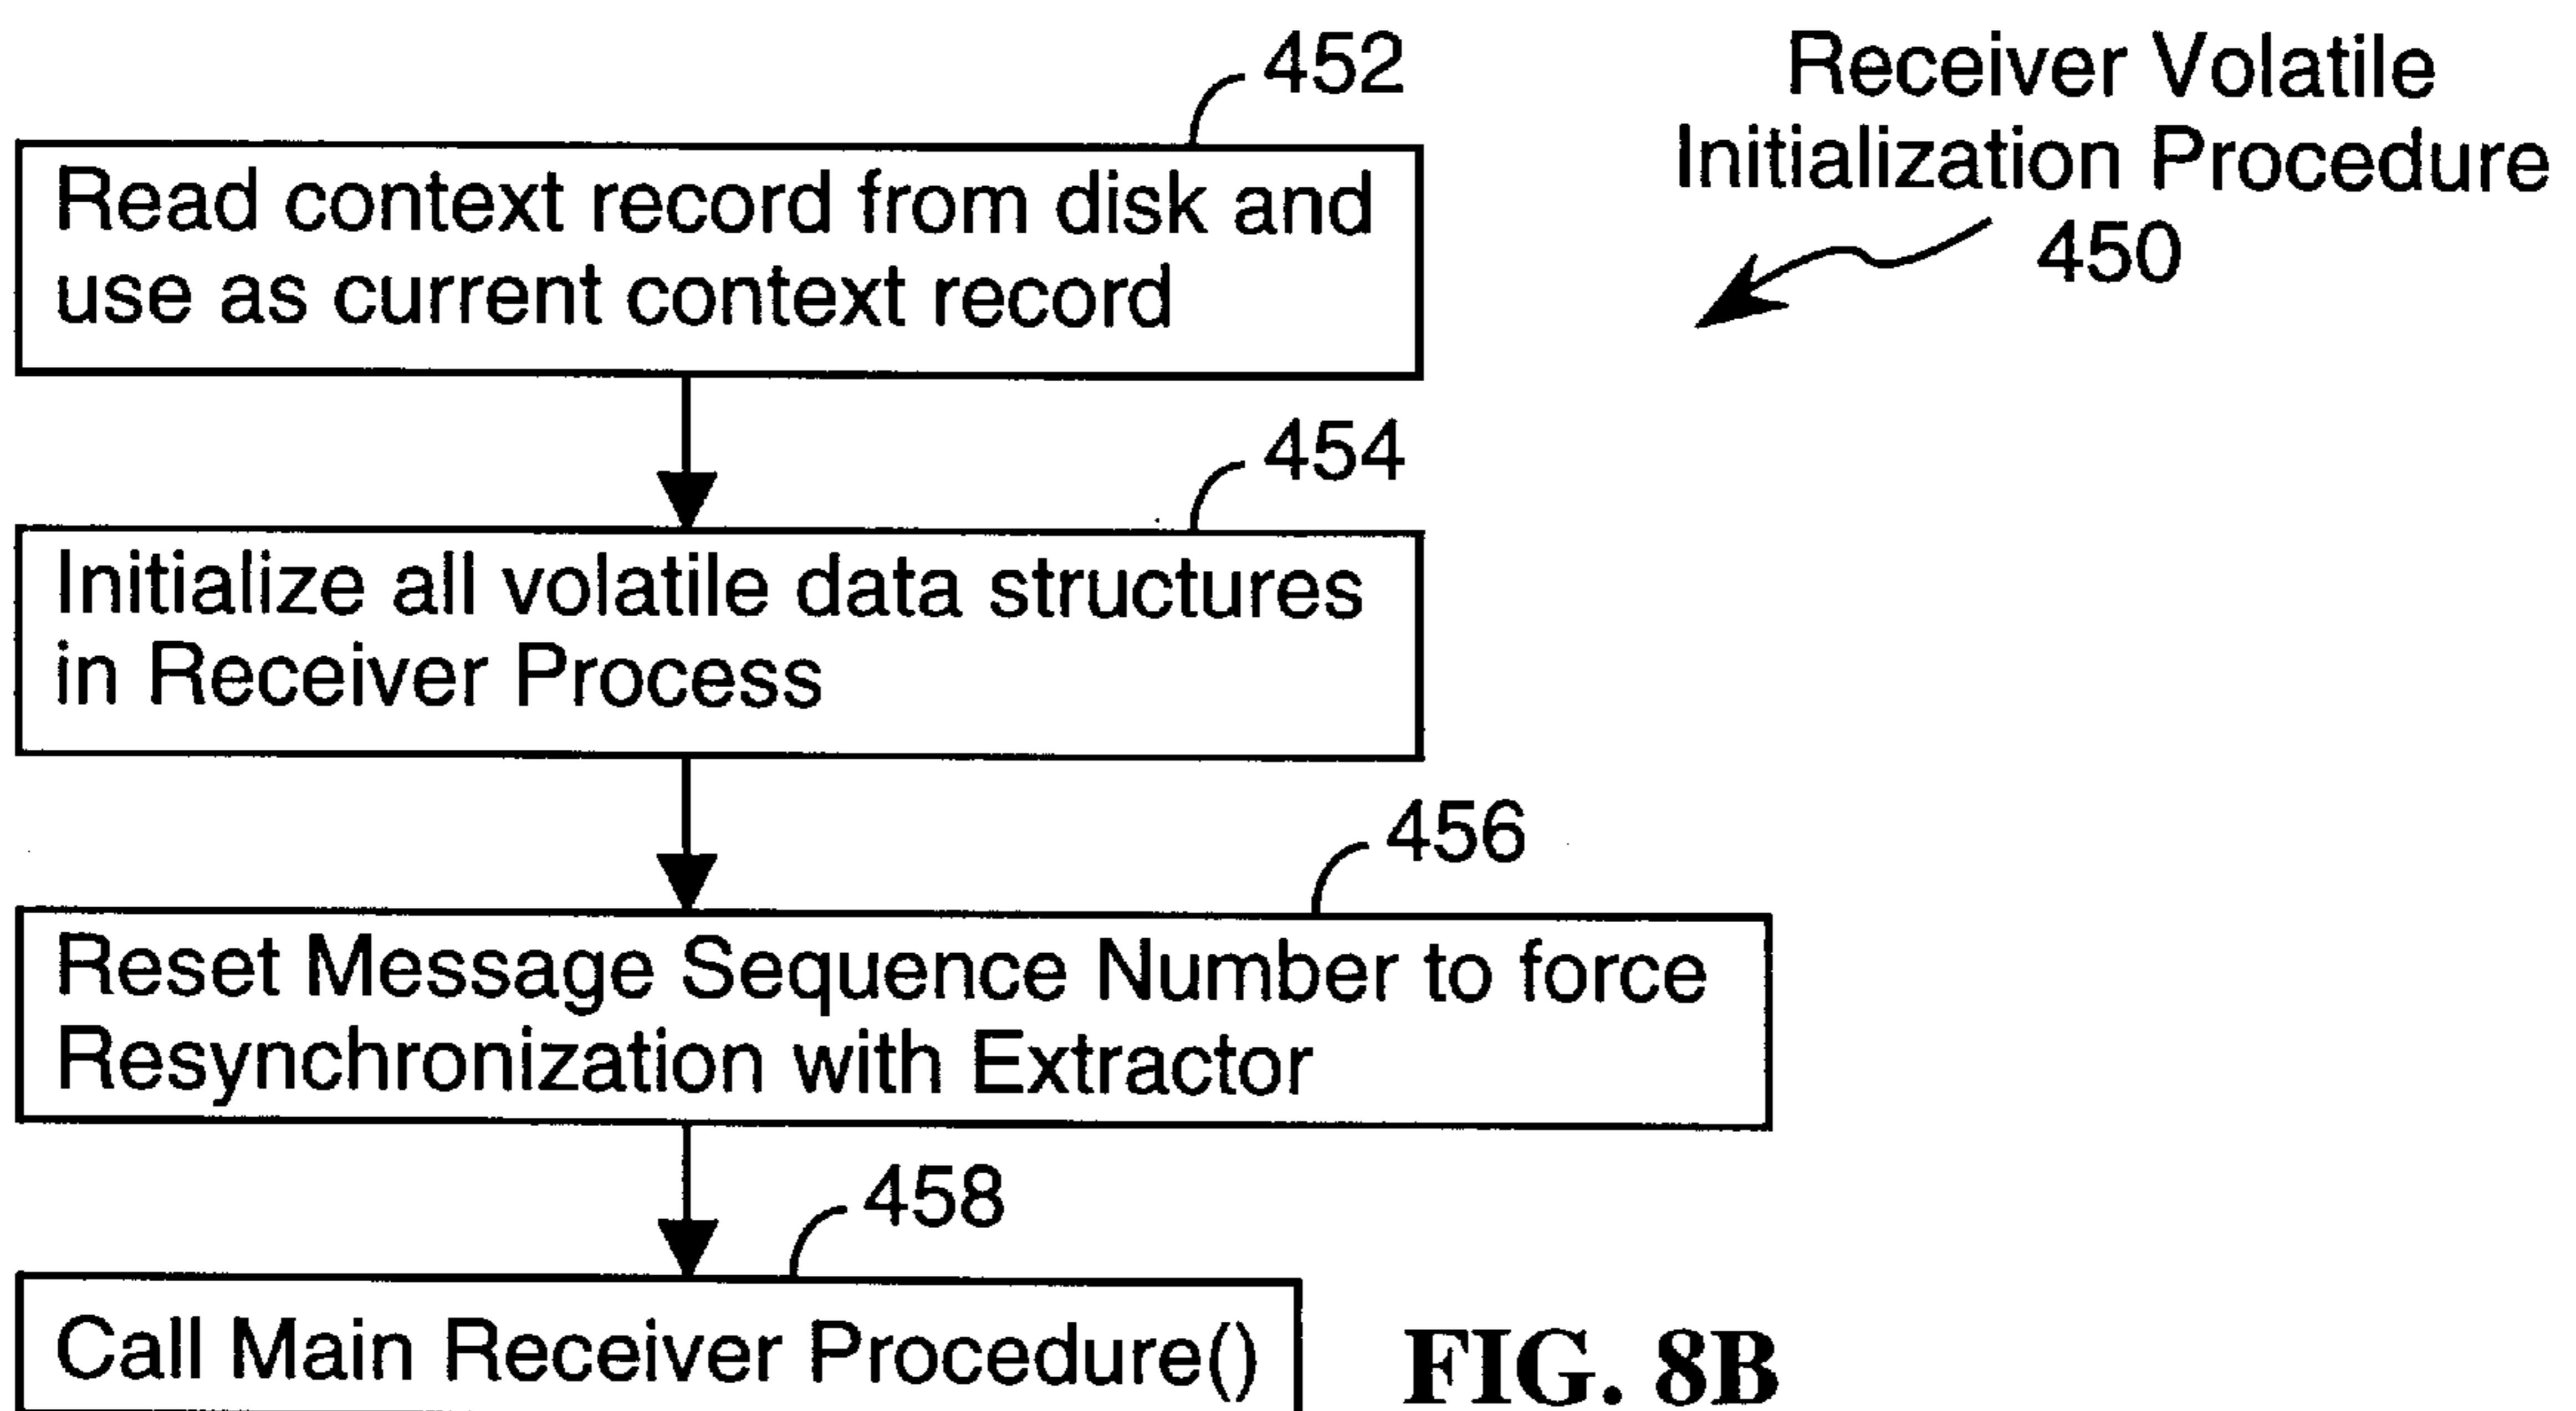 Receiver Volatile
Initialization Procedure
450
452
Read context record from disk and
use as current context record
454
Initialize all volatile data structures
in Receiver Process
456
Reset Message Sequence Number to force
Resynchronization with Extractor
458
Call Main Receiver Procedure()
FIG. 8B